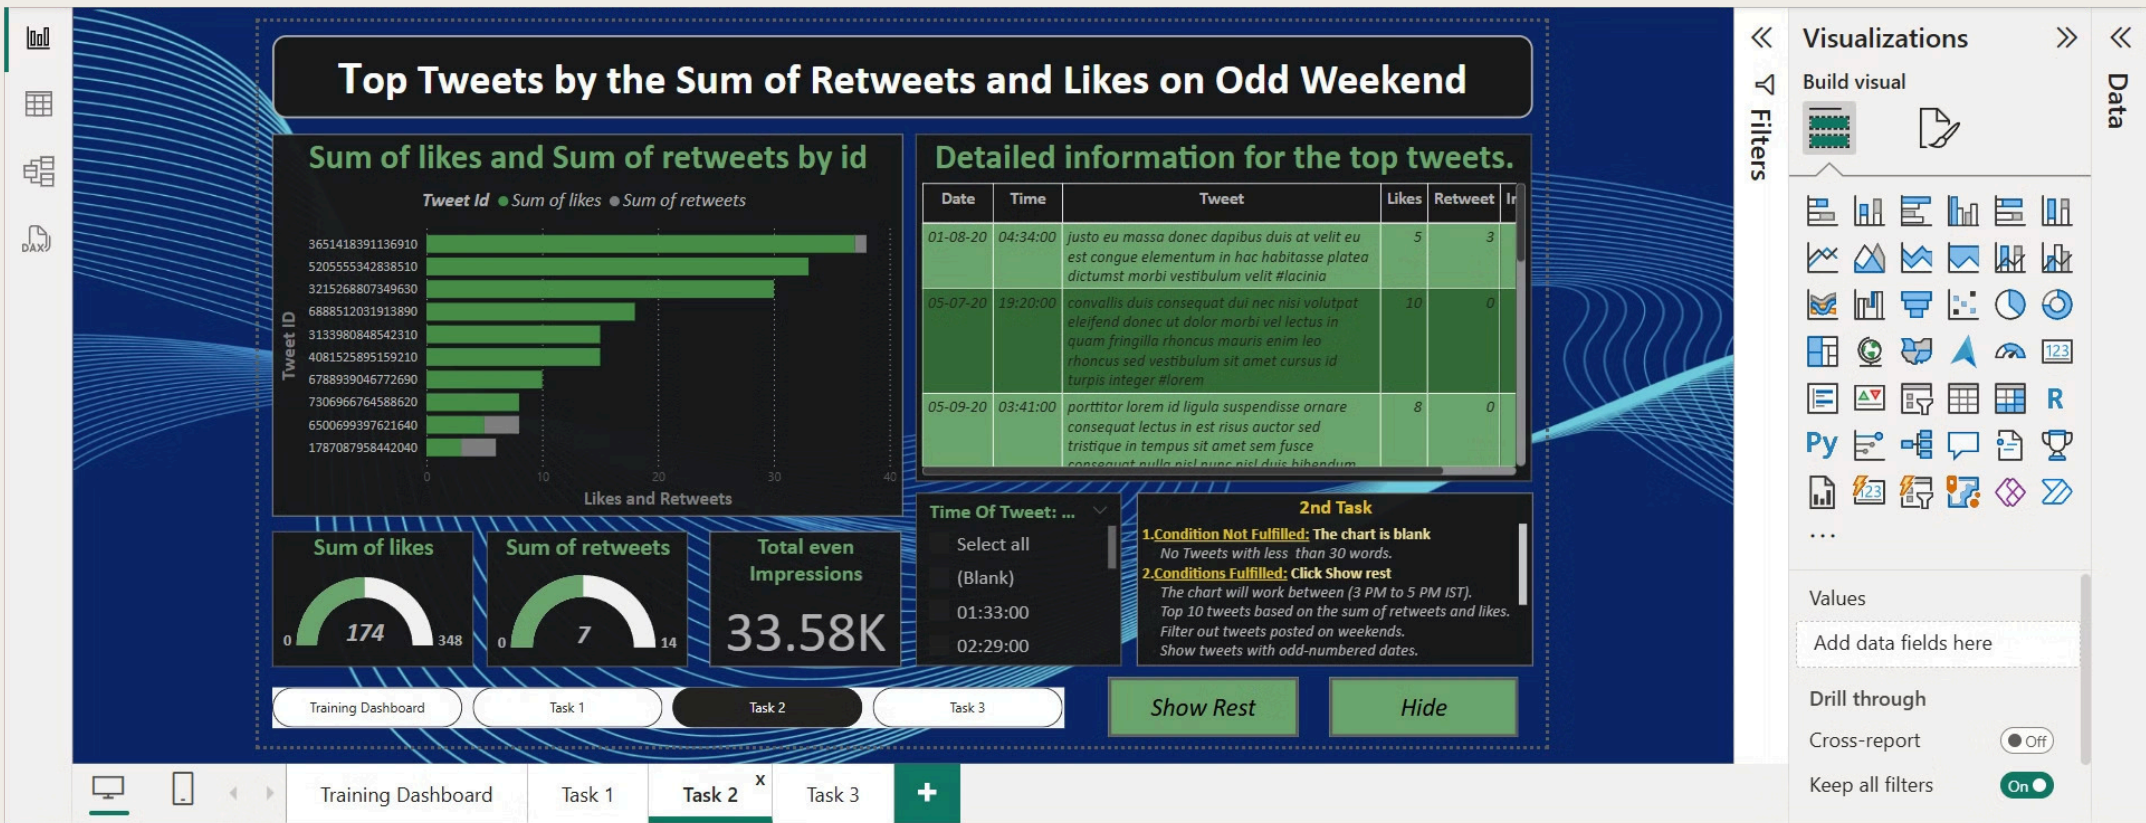 Top Tweets by the Sum of Retweets and Likes on Odd Weekend
Sum of likes and Sum of retweets by id
Tweet Id Sum of likes Sum of retweets
Tweet ID
3651418391136910
5205555342838510
3215268807349630
6888512031913890
3133980848542310
4081525895159210
6788939046772690
7306966764588620
6500699397621640
1787087958442040
0 10 20 30 40
Likes and Retweets
Detailed information for the top tweets.
Date Time Tweet Likes Retweet
01-08-20 04:34:00 justo eu massa donec dapibus duis at velit eu 5 3
est congue elementum in hac habitasse platea
dictumst morbi vestibulum velit #lacinia
05-07-20 19:20:00 convallis duis consequat dui nec nisi volutpat 10 0
eleifend donec ut dolor morbi vel lectus in
quam fringilla rhoncus mauris enim leo
rhoncus sed vestibulum sit amet cursus id
turpis integer #lorem
05-09-20 03:41:00 porttitor lorem id ligula suspendisse ornare 8 0
consequat lectus in est risus auctor sed
tristique in tempus sit amet sem fusce
consequat nulla nisl nunc nisl duis bibendum
Sum of likes
0 174 348
Sum of retweets
0 7 14
Total even
Impressions
33.58K
Time Of Tweet: ...
Select all
(Blank)
01:33:00
02:29:00
2nd Task
1.Condition Not Fulfilled: The chart is blank
No Tweets with less than 30 words.
2.Conditions Fulfilled: Click Show rest
The chart will work between (3 PM to 5 PM IST).
Top 10 tweets based on the sum of retweets and likes.
Filter out tweets posted on weekends.
Show tweets with odd-numbered dates.
Training Dashboard Task 1 Task 2 Task 3
Show Rest Hide
Training Dashboard Task 1 Task 2 x Task 3 +
DAX
Filters
Visualizations
Build visual
123
R
Py
123
...
Values
Add data fields here
Drill through
Cross-report Off
Keep all filters On
Data